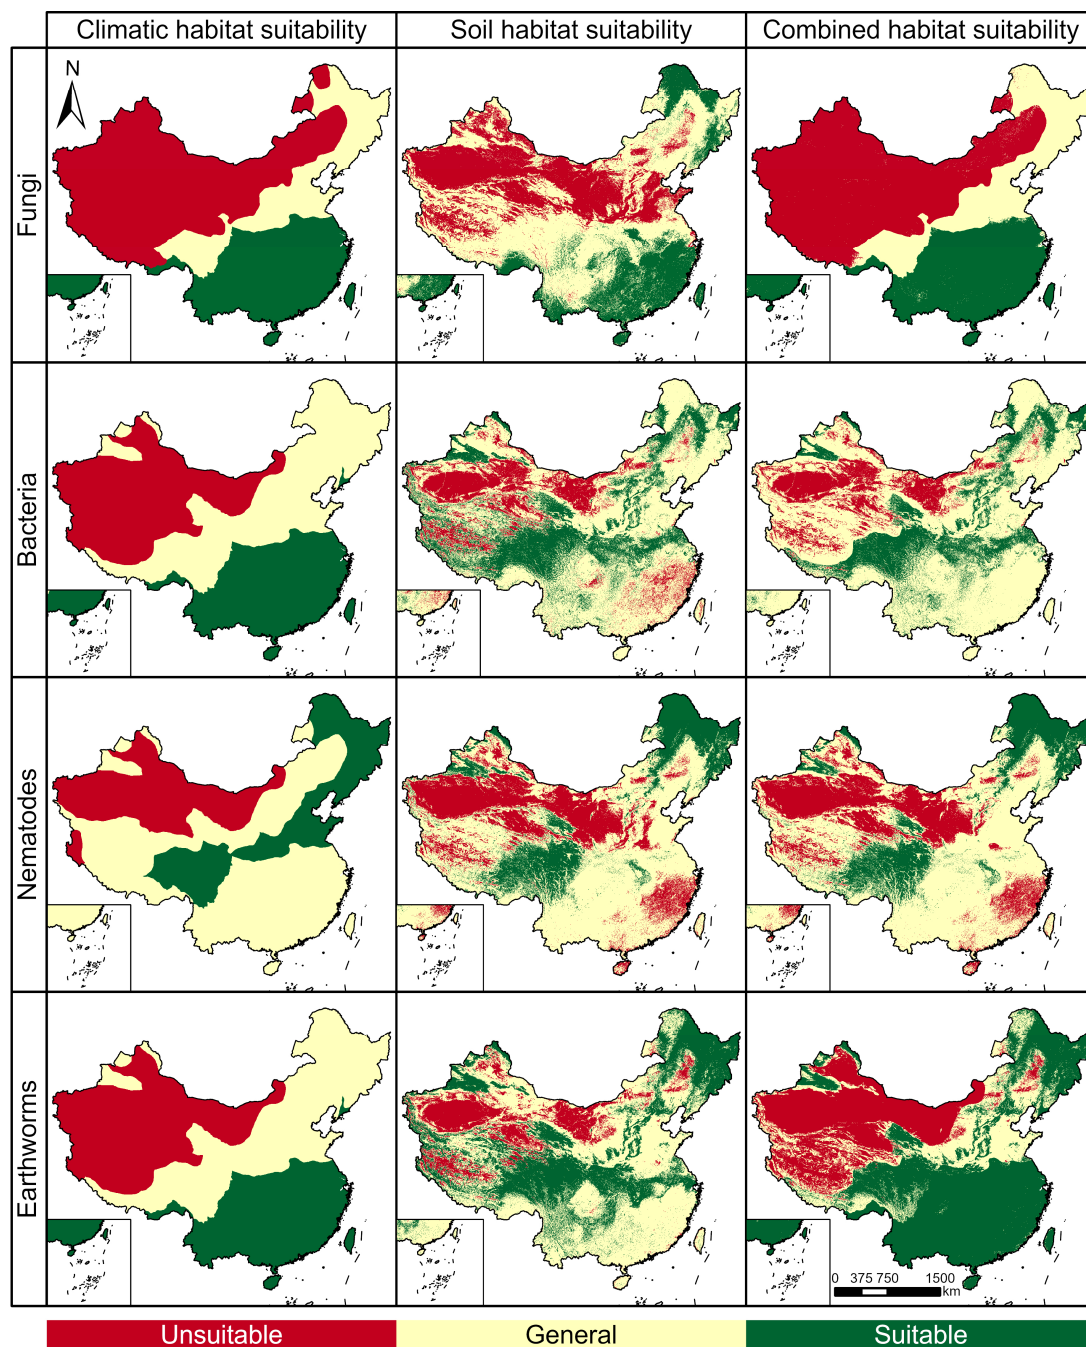 Climatic habitat suitability
Soil habitat suitability
Combined habitat suitability
N
Fungi
Bacteria
Nematodes
Earthworms
0 375 750 1500
km
Unsuitable
General
Suitable